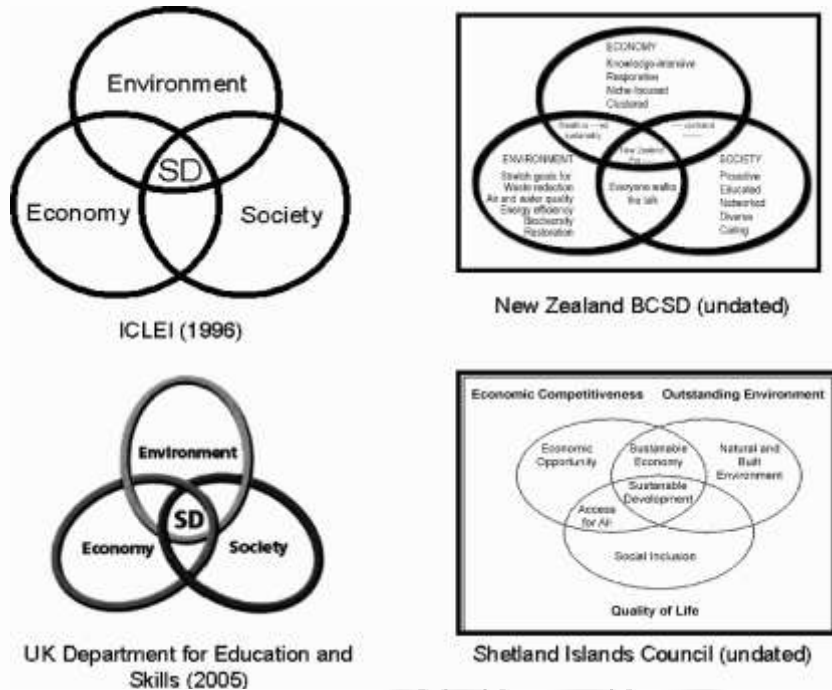 Environment
SD
Economy
Society
ICLEI (1996)
ECONOMY
Knowledge-intensive
Responsive
Niche-focused
Clustered
sustainably
New Zealand
ENVIRONMENT
Stretch goals for
Waste reduction
Air and water quality
Energy efficiency
Biodiversity
Restoration
Everyone walks
the talk
SOCIETY
Proactive
Educated
Networked
Diverse
Caring
New Zealand BCSD (undated)
Environment
SD
Economy
Society
UK Department for Education and
Skills (2005)
Economic Competitiveness Outstanding Environment
Economic
Opportunity
Sustainable
Economy
Natural and
Built
Environment
Sustainable
Development
Access
for All
Social Inclusion
Quality of Life
Shetland Islands Council (undated)